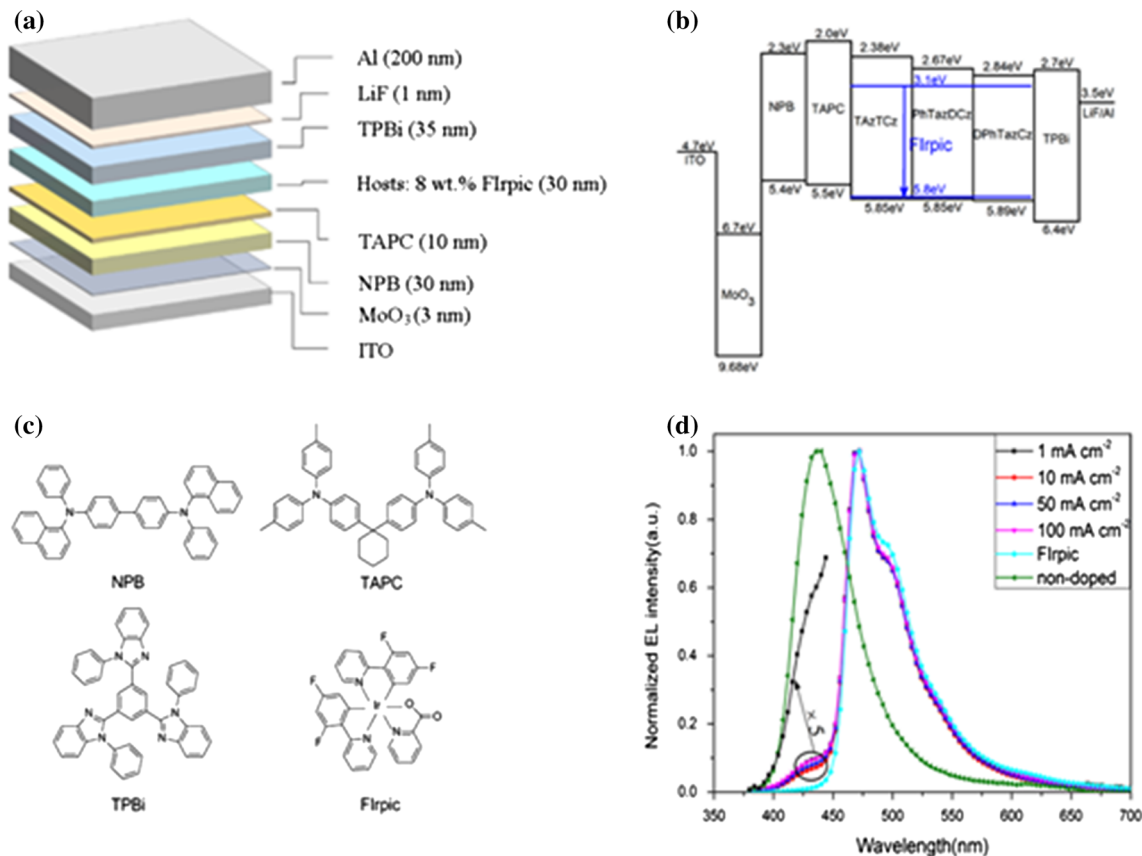 (a)
Al (200 nm)
LiF (1 nm)
TPBi (35 nm)
Hosts: 8 wt.% FIrpic (30 nm)
TAPC (10 nm)
NPB (30 nm)
MoO₃ (3 nm)
ITO
(b)
2.0eV
2.3eV
2.38eV
2.67eV
2.84eV
2.7eV
3.1eV
3.5eV
LiF/Al
NPB
TAPC
TAzTCz
PhTazDCz
DPhTazCz
TPBi
FIrpic
4.7eV
ITO
5.4eV
5.5eV
5.8eV
5.85eV
5.85eV
5.89eV
6.4eV
6.7eV
MoO₃
9.68eV
(c)
N
N
NPB
N
N
TAPC
N
N
N
N
N
N
TPBi
F
F
N
Ir
O
O
F
F
N
N
FIrpic
(d)
Normalized EL intensity(a.u.)
1.0
0.8
0.6
0.4
0.2
0.0
1 mA cm⁻²
10 mA cm⁻²
50 mA cm⁻²
100 mA cm⁻²
FIrpic
non-doped
×5
350 400 450 500 550 600 650 700
Wavelength(nm)